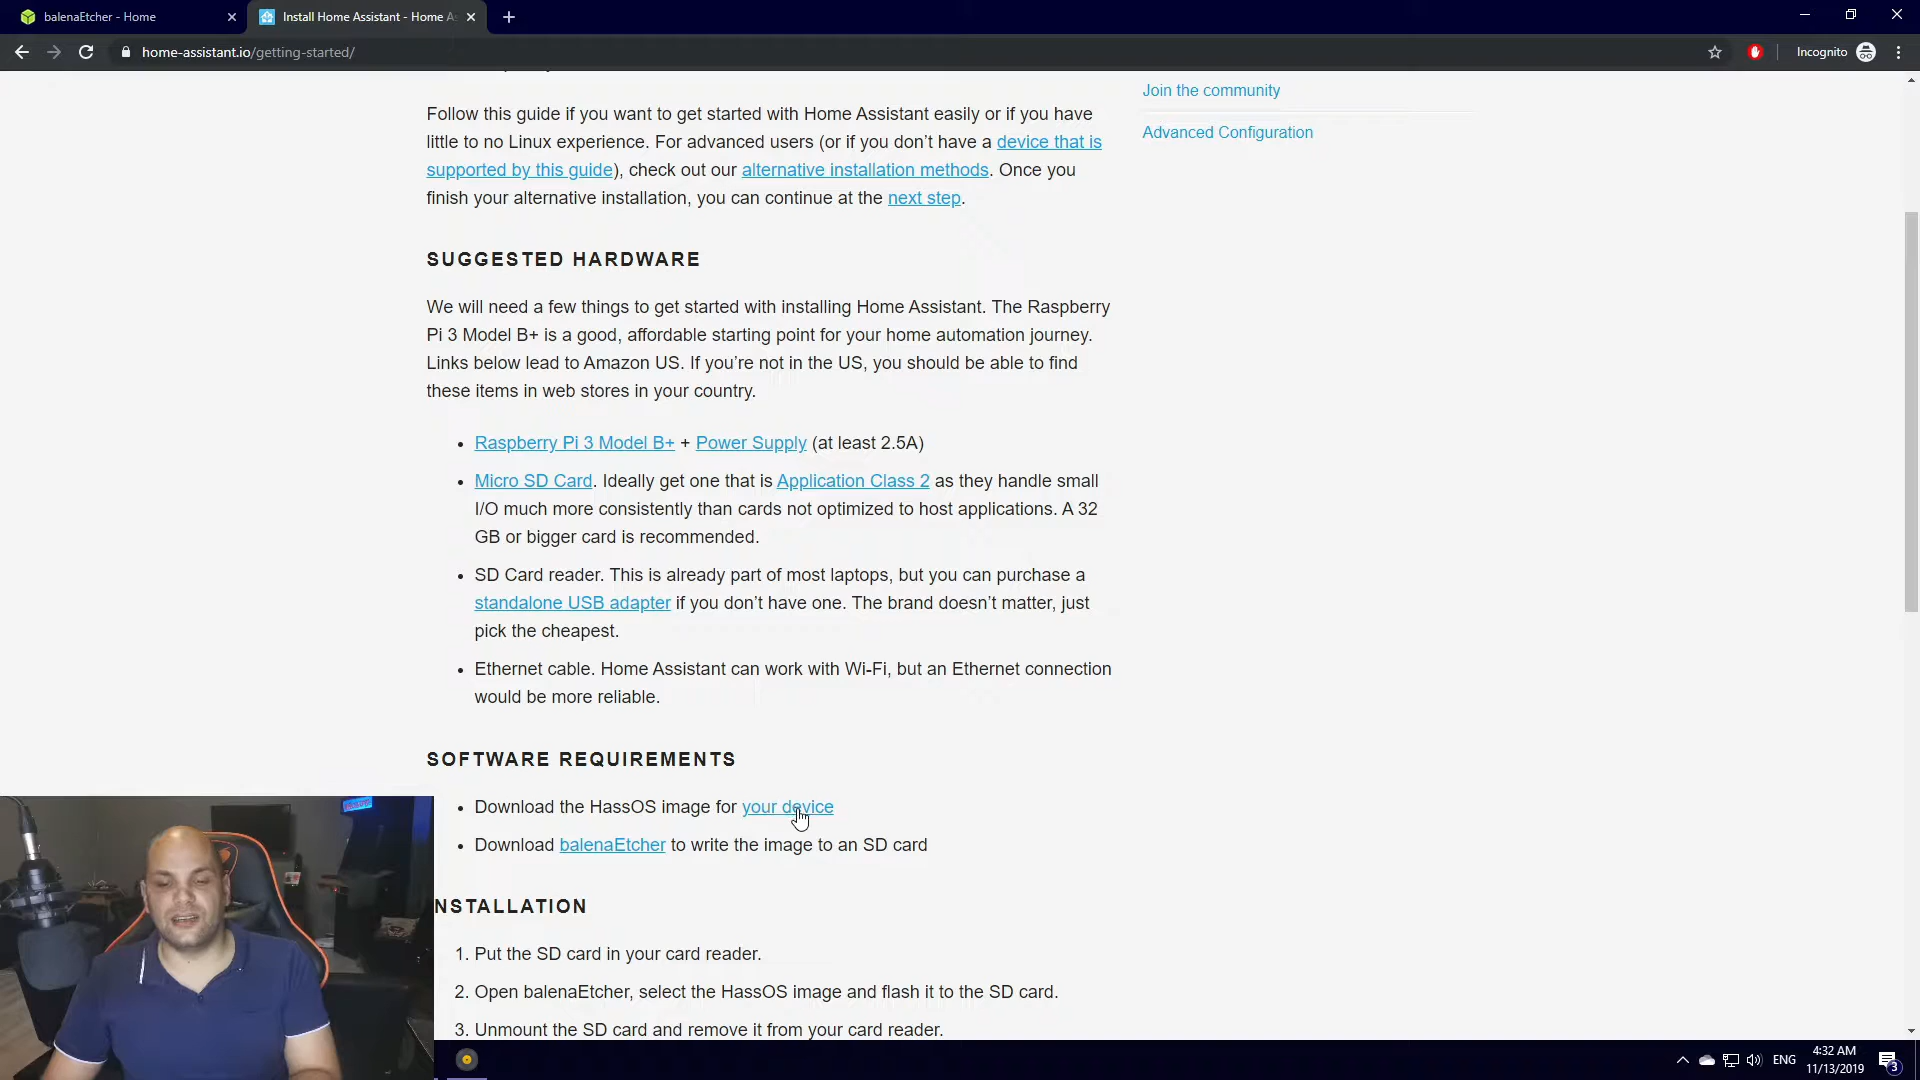 balenaEtcher - Home
Install Home Assistant - Home As
home-assistant.io/getting-started/
Incognito
Join the community
Advanced Configuration
Follow this guide if you want to get started with Home Assistant easily or if you have
little to no Linux experience. For advanced users (or if you don’t have a device that is
supported by this guide), check out our alternative installation methods. Once you
finish your alternative installation, you can continue at the next step.
SUGGESTED HARDWARE
We will need a few things to get started with installing Home Assistant. The Raspberry
Pi 3 Model B+ is a good, affordable starting point for your home automation journey.
Links below lead to Amazon US. If you’re not in the US, you should be able to find
these items in web stores in your country.
• Raspberry Pi 3 Model B+ + Power Supply (at least 2.5A)
• Micro SD Card. Ideally get one that is Application Class 2 as they handle small
I/O much more consistently than cards not optimized to host applications. A 32
GB or bigger card is recommended.
• SD Card reader. This is already part of most laptops, but you can purchase a
standalone USB adapter if you don’t have one. The brand doesn’t matter, just
pick the cheapest.
• Ethernet cable. Home Assistant can work with Wi-Fi, but an Ethernet connection
would be more reliable.
SOFTWARE REQUIREMENTS
• Download the HassOS image for your device
• Download balenaEtcher to write the image to an SD card
NSTALLATION
1. Put the SD card in your card reader.
2. Open balenaEtcher, select the HassOS image and flash it to the SD card.
3. Unmount the SD card and remove it from your card reader.
ENG
4:32 AM
11/13/2019
3